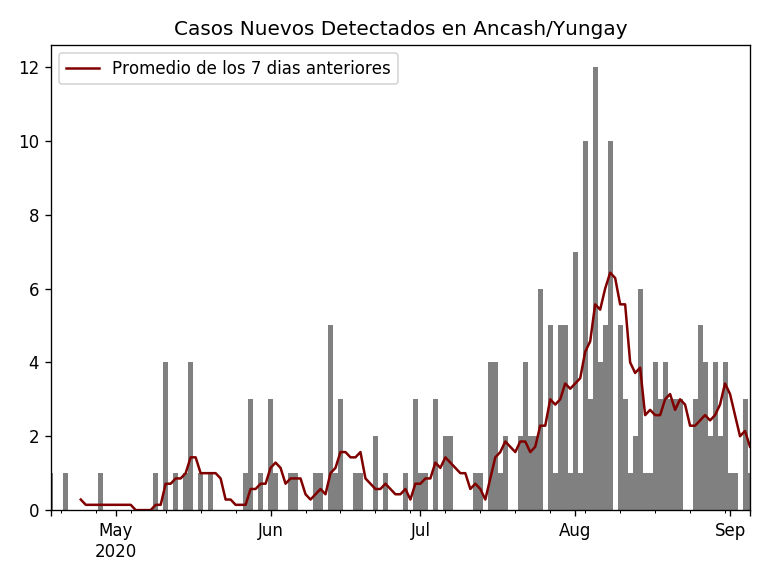 Casos Nuevos Detectados en Ancash/Yungay
Promedio de los 7 dias anteriores
12
10
8
6
4
2
0
May
2020
Jun
Jul
Aug
Sep